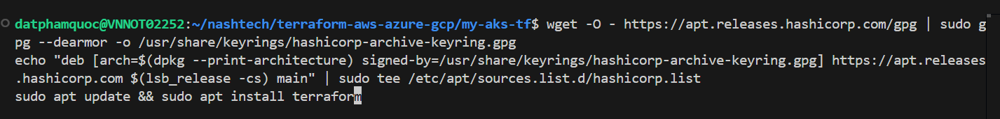 datphamquoc@VNNOT02252:~/nashtech/terraform-aws-azure-gcp/my-aks-tf$ wget -O - https://apt.releases.hashicorp.com/gpg | sudo g
pg --dearmor -o /usr/share/keyrings/hashicorp-archive-keyring.gpg
echo "deb [arch=$(dpkg --print-architecture) signed-by=/usr/share/keyrings/hashicorp-archive-keyring.gpg] https://apt.releases
.hashicorp.com $(lsb_release -cs) main" | sudo tee /etc/apt/sources.list.d/hashicorp.list
sudo apt update && sudo apt install terraform